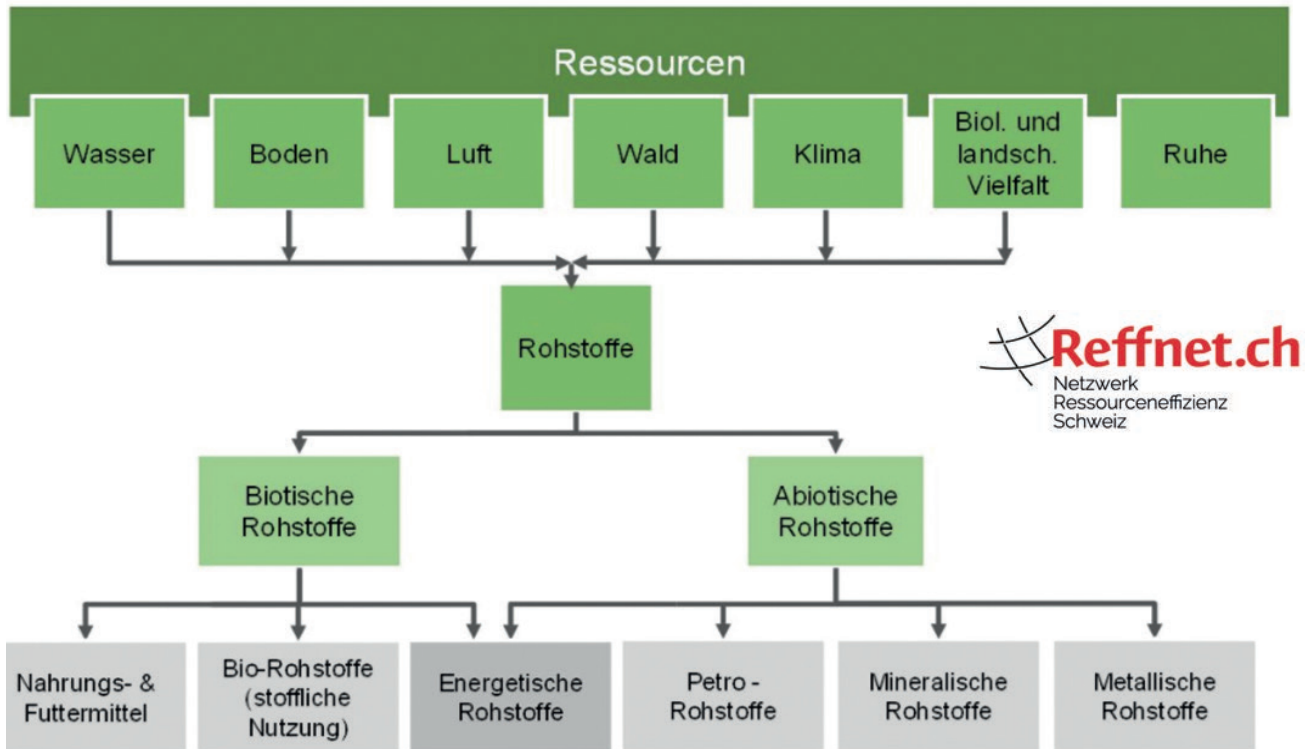 Ressourcen
Wasser
Boden
Luft
Wald
Klima
Biol. und
landsch.
Vielfalt
Ruhe
Rohstoffe
Reffnet.ch
Netzwerk
Ressourceneffizienz
Schweiz
Biotische
Rohstoffe
Abiotische
Rohstoffe
Nahrungs- &
Futtermittel
Bio-Rohstoffe
(stoffliche
Nutzung)
Energetische
Rohstoffe
Petro -
Rohstoffe
Mineralische
Rohstoffe
Metallische
Rohstoffe